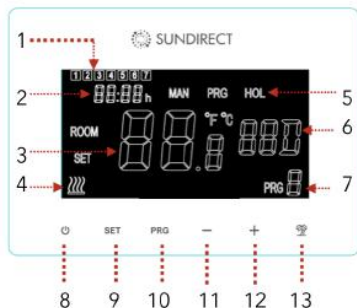 1
SUNDIRECT
1 2 3 4 5 6 7
2 88:88 h MAN PRG HOL 5
ROOM 88.8 °F °C 88D 6
3 SET
4 PRG 8 7
SET PRG − +
8 9 10 11 12 13